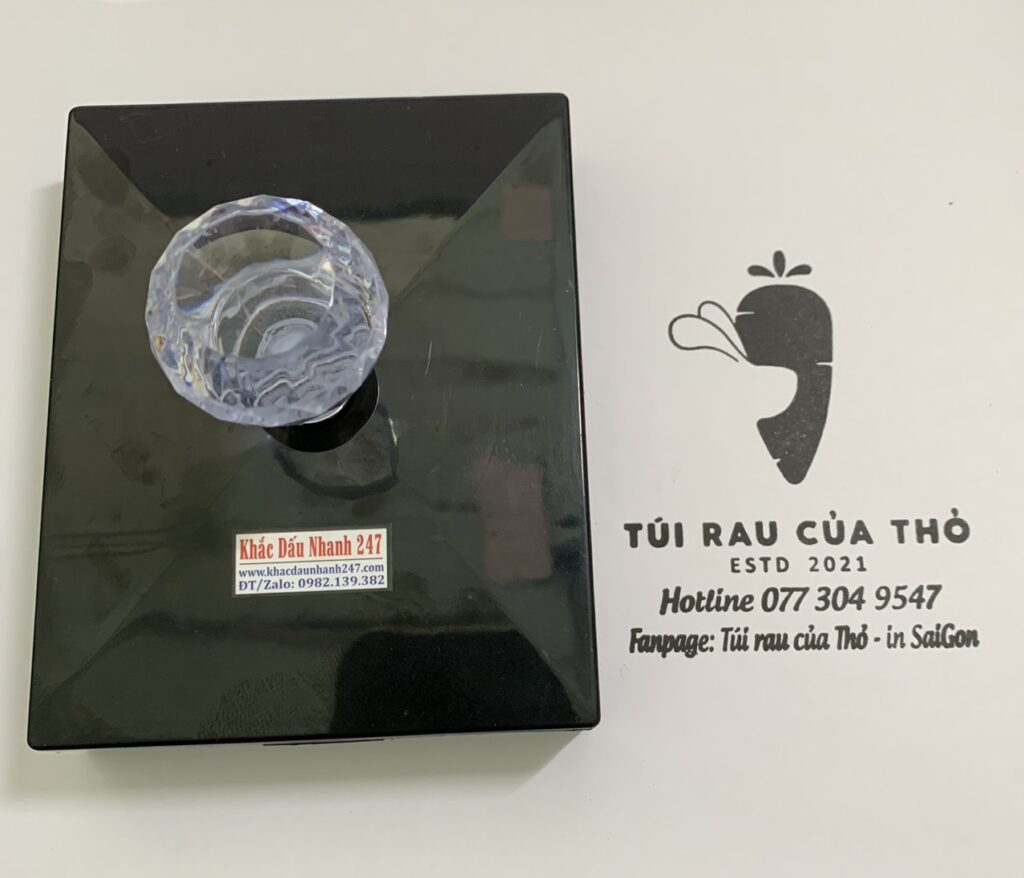 Khắc Dấu Nhanh 247
www.khacdaunhanh247.com
ĐT/Zalo: 0982.139.382
TÚI RAU CỦA THỎ
ESTD 2021
Hotline 077 304 9547
Fanpage: Túi rau của Thỏ - in SaiGon